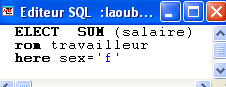 Editeur SQL :laoub...
ELECT SUM (salaire)
rom travailleur
here sex='f'